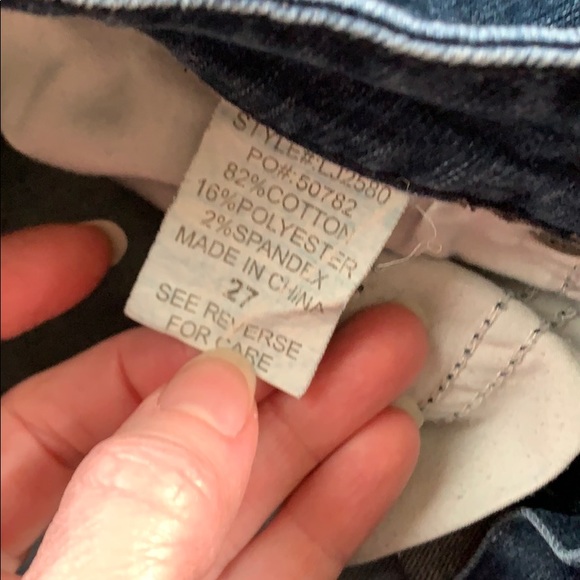 STYLE#:LJ2580
PO#:50782
82%COTTON
16%POLYESTER
2%SPANDEX
MADE IN CHINA
27
SEE REVERSE
FOR CARE